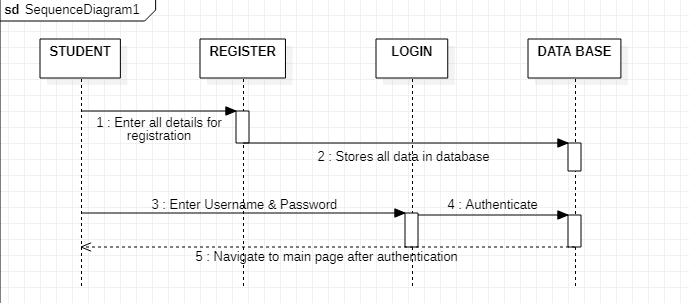 sd SequenceDiagram1
STUDENT
REGISTER
LOGIN
DATA BASE
1 : Enter all details for
registration
2 : Stores all data in database
3 : Enter Username & Password
4 : Authenticate
5 : Navigate to main page after authentication